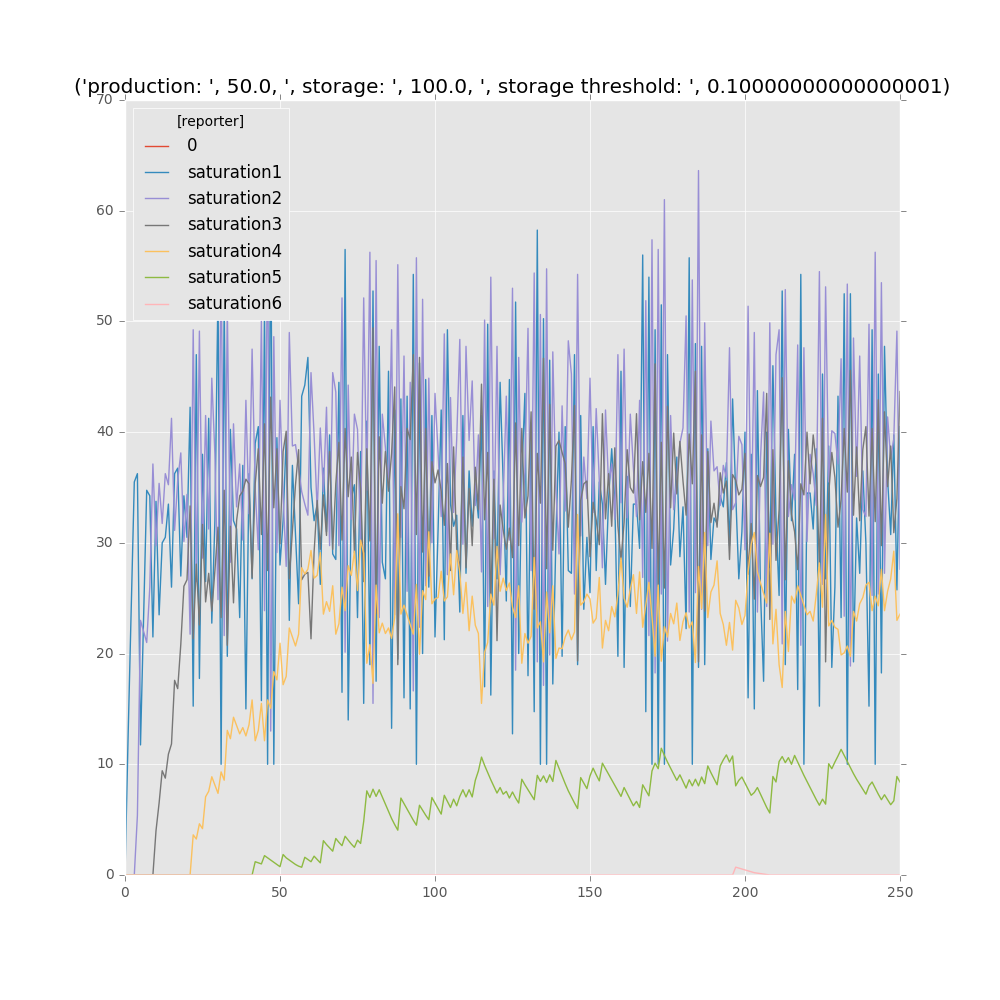 ('production: ', 50.0, ', storage: ', 100.0, ', storage threshold: ', 0.10000000000000001)
70
60
50
40
30
20
10
0
[reporter]
0
saturation1
saturation2
saturation3
saturation4
saturation5
saturation6
0
50
100
150
200
250